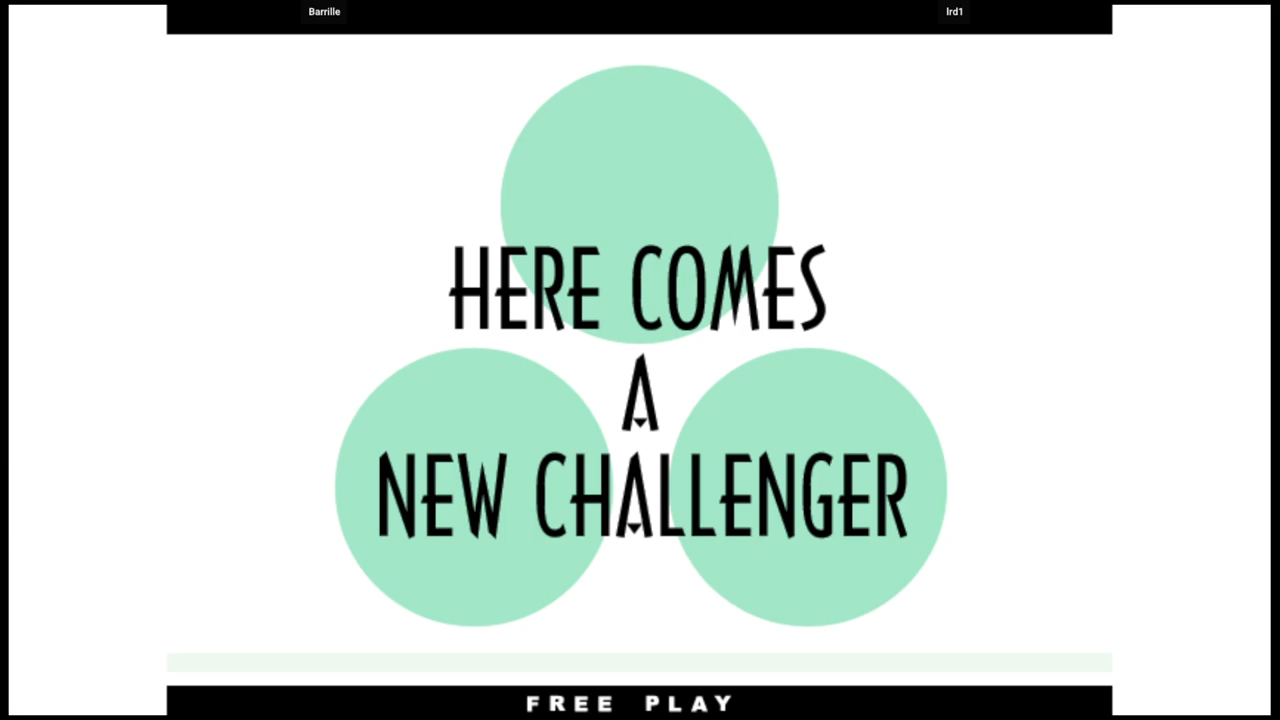 Barrille
lrd1
HERE COMES
A
NEW CHALLENGER
FREE PLAY